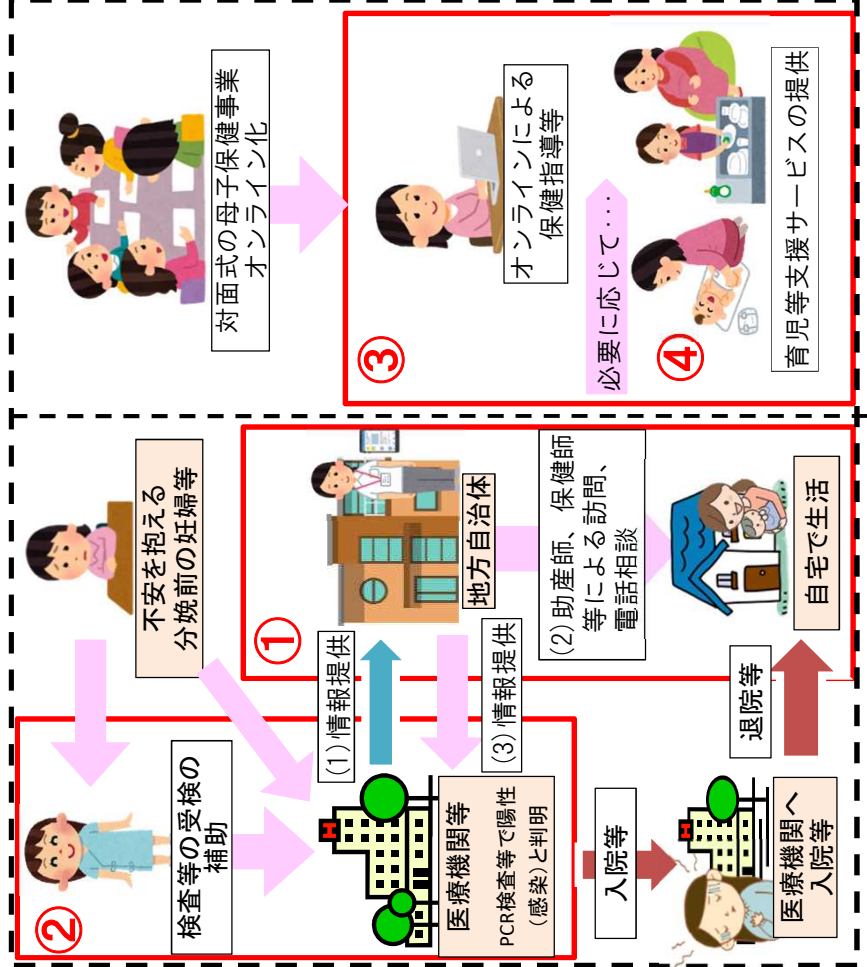 不安を抱える
分娩前の妊婦等
②
検査等の受検の
補助
医療機関等
PCR検査等で陽性
（感染）と判明
(1)情報提供
(3)情報提供
①
地方自治体
(2)助産師、保健師
等による訪問、
電話相談
自宅で生活
入院等
医療機関へ
入院等
退院等
対面式の母子保健事業
オンライン化
③
オンラインによる
保健指導等
必要に応じて･･･
④
育児等支援サービスの提供
H
H